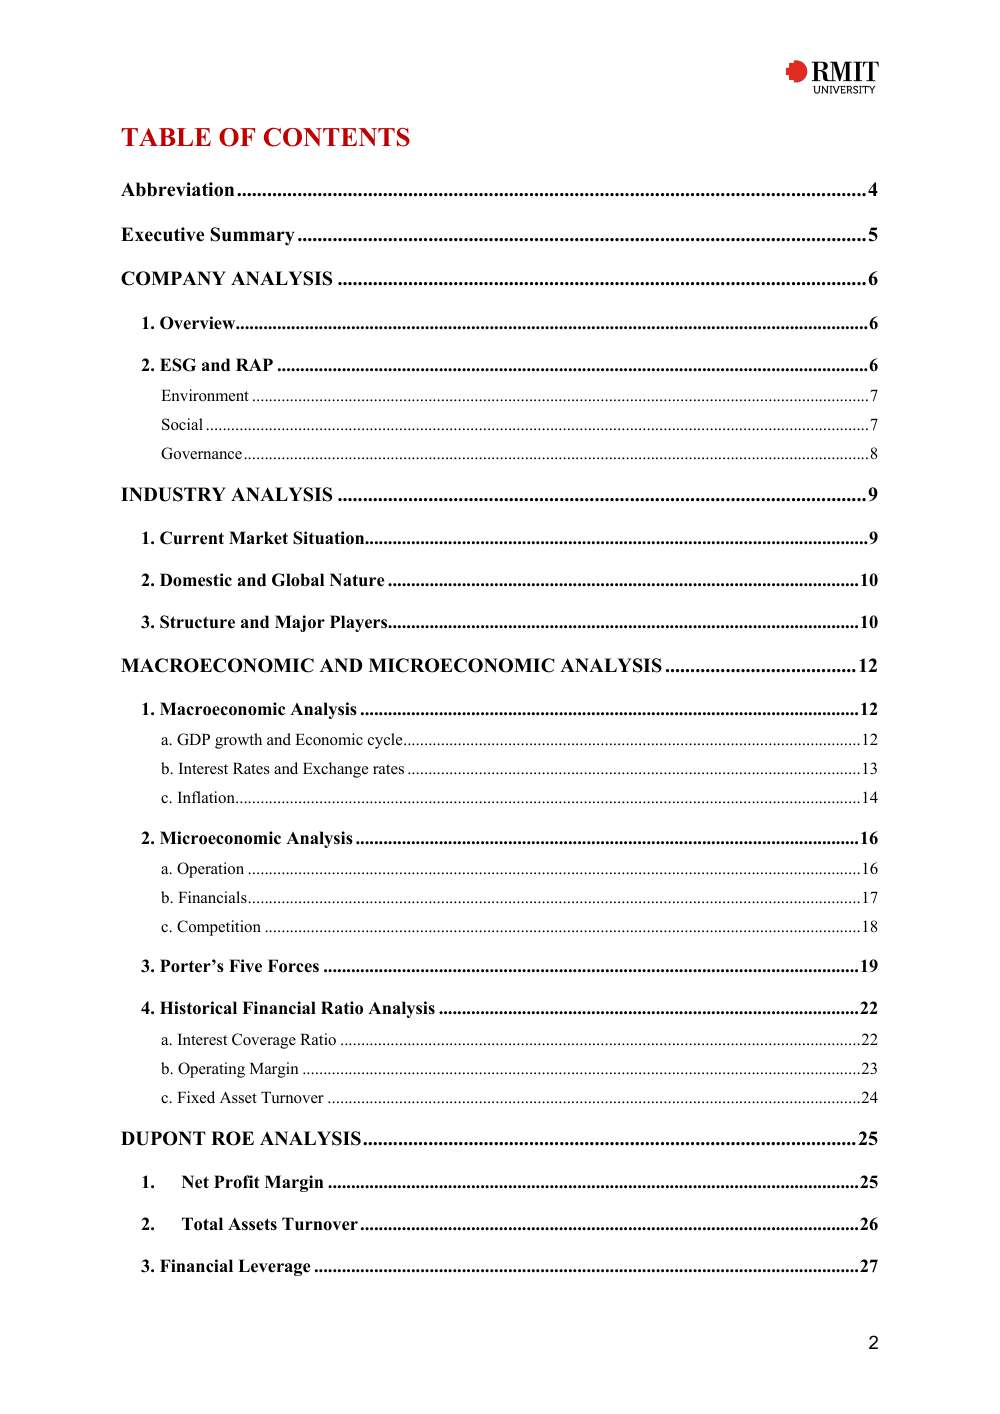 RMIT
UNIVERSITY
TABLE OF CONTENTS
Abbreviation....................4
Executive Summary....................5
COMPANY ANALYSIS....................6
1. Overview....................6
2. ESG and RAP....................6
Environment....................7
Social....................7
Governance....................8
INDUSTRY ANALYSIS....................9
1. Current Market Situation....................9
2. Domestic and Global Nature....................10
3. Structure and Major Players....................10
MACROECONOMIC AND MICROECONOMIC ANALYSIS....................12
1. Macroeconomic Analysis....................12
a. GDP growth and Economic cycle....................12
b. Interest Rates and Exchange rates....................13
c. Inflation....................14
2. Microeconomic Analysis....................16
a. Operation....................16
b. Financials....................17
c. Competition....................18
3. Porter’s Five Forces....................19
4. Historical Financial Ratio Analysis....................22
a. Interest Coverage Ratio....................22
b. Operating Margin....................23
c. Fixed Asset Turnover....................24
DUPONT ROE ANALYSIS....................25
1. Net Profit Margin....................25
2. Total Assets Turnover....................26
3. Financial Leverage....................27
2